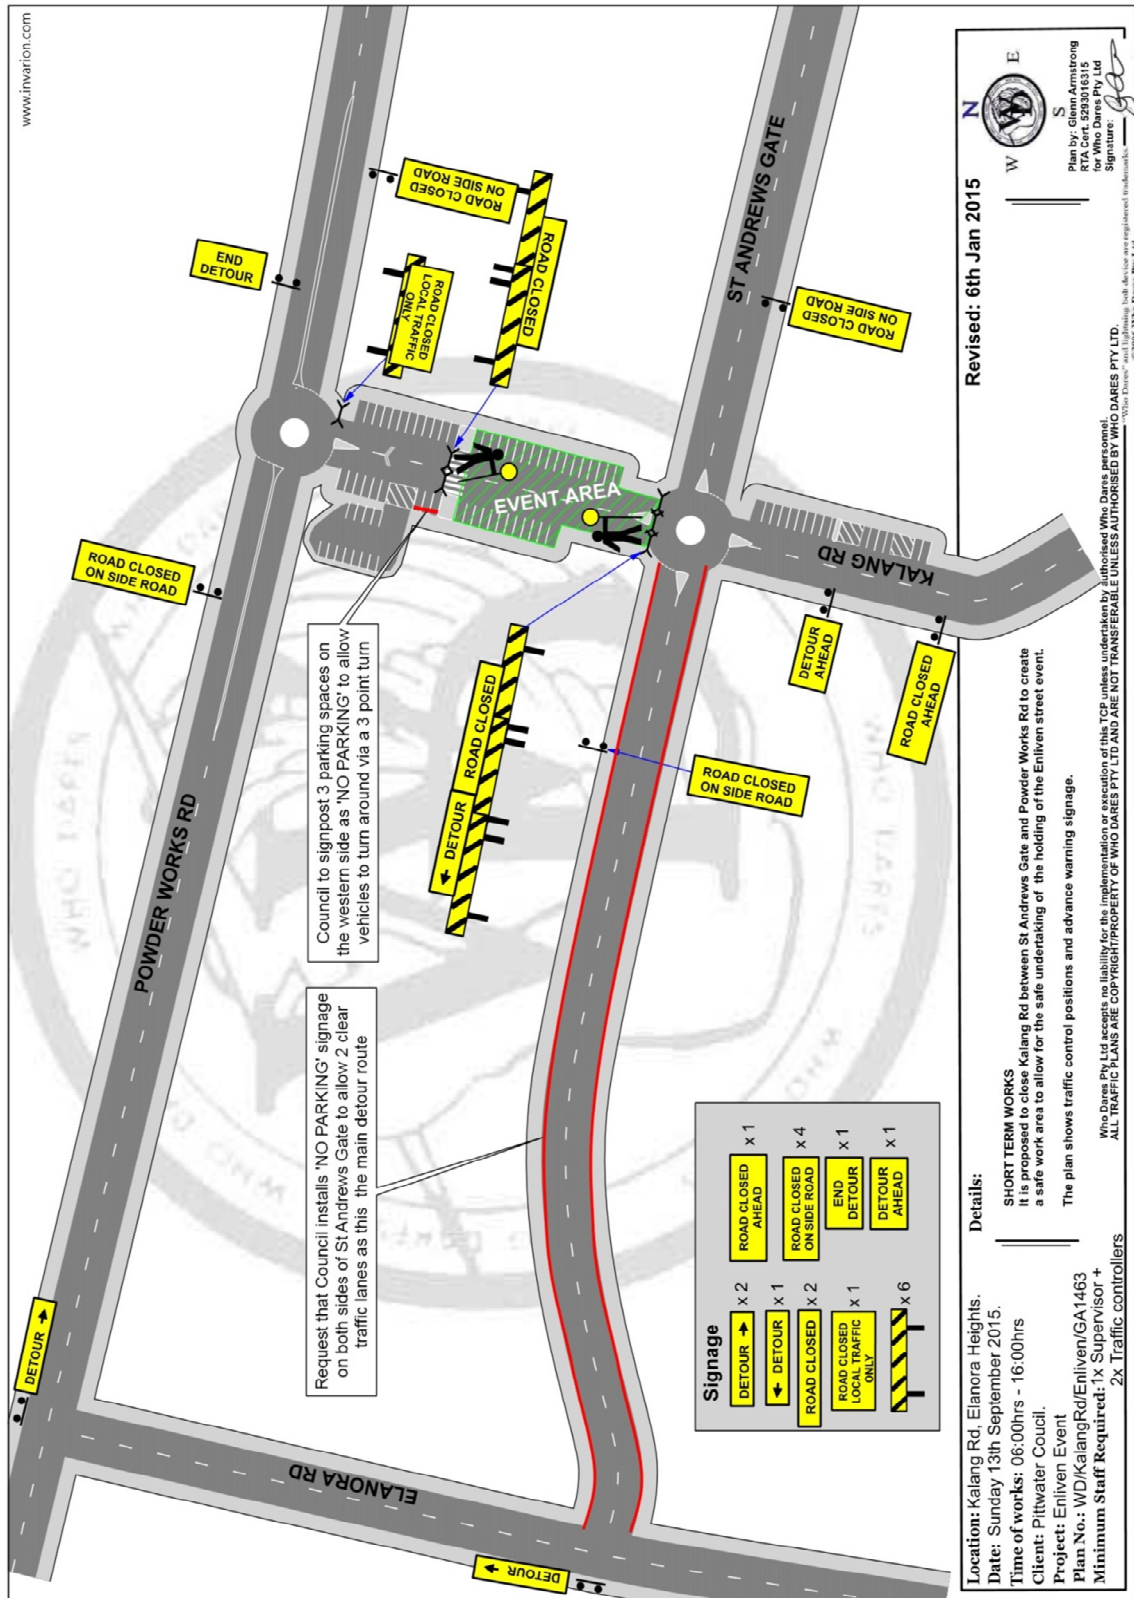 www.invarion.com
END
DETOUR
ROAD CLOSED
ON SIDE ROAD
ROAD CLOSED
LOCAL TRAFFIC
ONLY
ROAD CLOSED
ST ANDREWS GATE
ROAD CLOSED
ON SIDE ROAD
ROAD CLOSED
ON SIDE ROAD
EVENT AREA
KALANG RD
DETOUR
AHEAD
ROAD CLOSED
AHEAD
POWDER WORKS RD
Council to signpost 3 parking spaces on
the western side as 'NO PARKING' to allow
vehicles to turn around via a 3 point turn
DETOUR
ROAD CLOSED
ROAD CLOSED
ON SIDE ROAD
Request that Council installs 'NO PARKING' signage
on both sides of St Andrews Gate to allow 2 clear
traffic lanes as this the main detour route
DETOUR
ELANORA RD
DETOUR
Signage
DETOUR x 2
DETOUR x 1
ROAD CLOSED x 2
ROAD CLOSED
LOCAL TRAFFIC
ONLY
x 1
x 6
ROAD CLOSED
AHEAD
x 1
ROAD CLOSED
ON SIDE ROAD
x 4
END
DETOUR
x 1
DETOUR
AHEAD
x 1
Location: Kalang Rd, Elanora Heights.
Date: Sunday 13th September 2015.
Time of works: 06:00hrs - 16:00hrs
Client: Pittwater Coucil.
Project: Enliven Event
Plan No.: WD/KalangRd/Enliven/GA1463
Minimum Staff Required: 1x Supervisor +
2x Traffic controllers
Details:
SHORT TERM WORKS
It is proposed to close Kalang Rd between St Andrews Gate and Powder Works Rd to create
a safe work area to allow for the safe undertaking of the holding of the Enliven street event.
The plan shows traffic control positions and advance warning signage.
Revised: 6th Jan 2015
N
W
E
S
Plan by: Glenn Armstrong
RTA Cert. 5293016315
for Who Dares Pty Ltd
Signature:
Who Dares Pty Ltd accepts no liability for the implementation or execution of this TCP unless undertaken by authorised Who Dares personnel.
ALL TRAFFIC PLANS ARE COPYRIGHT/PROPERTY OF WHO DARES PTY LTD AND ARE NOT TRANSFERABLE UNLESS AUTHORISED BY WHO DARES PTY LTD.
"Who Dares" and lightning bolt device are registered trademarks